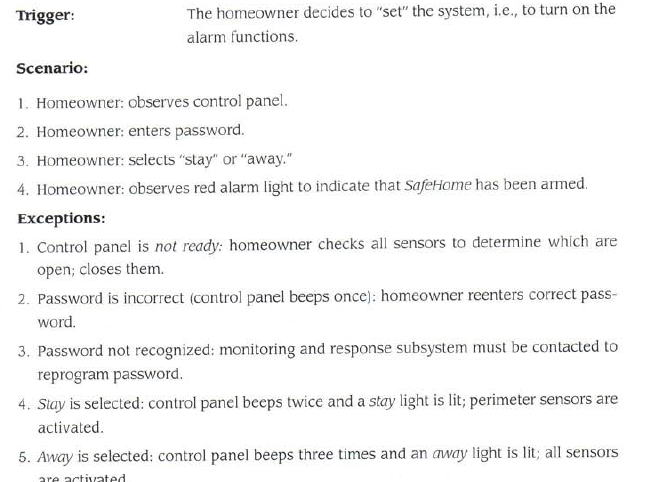 Trigger: The homeowner decides to "set" the system, i.e., to turn on the
alarm functions.
Scenario:
1. Homeowner: observes control panel.
2. Homeowner: enters password.
3. Homeowner: selects "stay" or "away."
4. Homeowner: observes red alarm light to indicate that SafeHome has been armed.
Exceptions:
1. Control panel is not ready: homeowner checks all sensors to determine which are
open; closes them.
2. Password is incorrect (control panel beeps once): homeowner reenters correct pass-
word.
3. Password not recognized: monitoring and response subsystem must be contacted to
reprogram password.
4. Stay is selected: control panel beeps twice and a stay light is lit; perimeter sensors are
activated.
5. Away is selected: control panel beeps three times and an away light is lit; all sensors
are activated